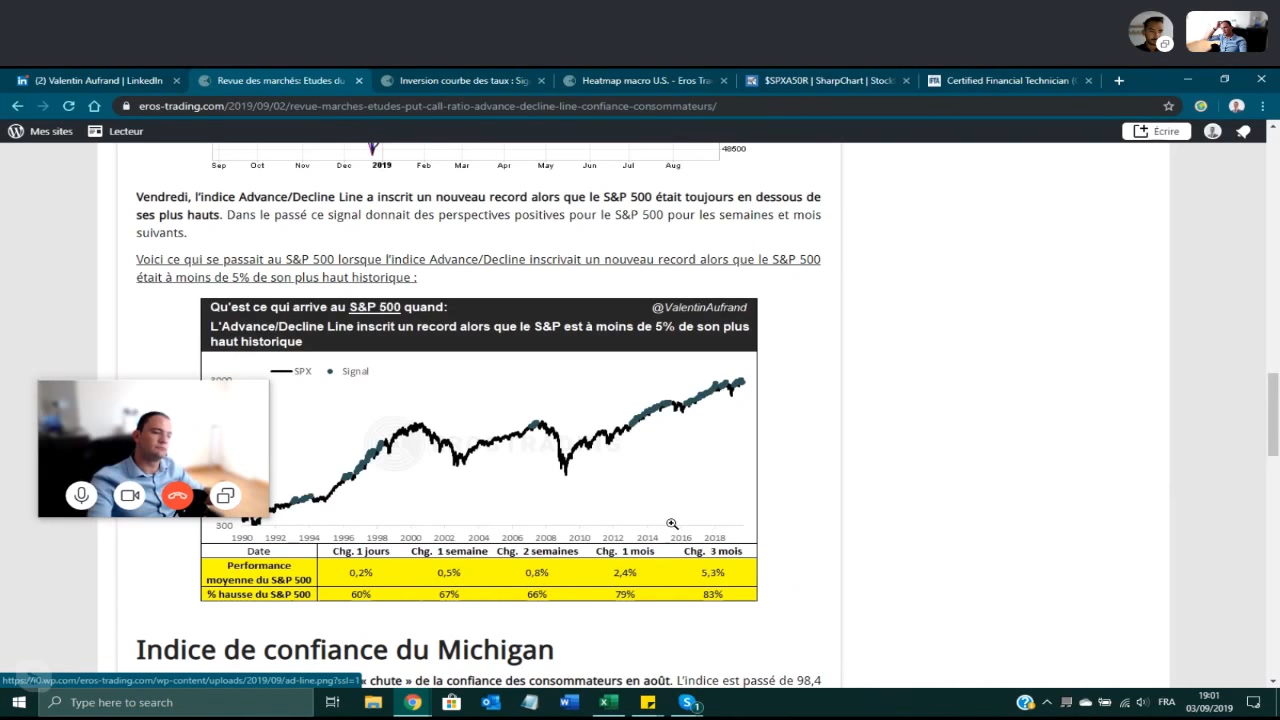 (2) Valentin Aufrand | LinkedIn
Revue des marchés: Etudes du
Inversion courbe des taux : Sig
Heatmap macro U.S. - Eros Tra
$SPXA50R | SharpChart | Stock
Certified Financial Technician (
eros-trading.com/2019/09/02/revue-marches-etudes-put-call-ratio-advance-decline-line-confiance-consommateurs/
Mes sites
Lecteur
Écrire
48500
Sep Oct Nov Dec 2019 Feb Mar Apr May Jun Jul Aug
Vendredi, l'indice Advance/Decline Line a inscrit un nouveau record alors que le S&P 500 était toujours en dessous de
ses plus hauts. Dans le passé ce signal donnait des perspectives positives pour le S&P 500 pour les semaines et mois
suivants.
Voici ce qui se passait au S&P 500 lorsque l'indice Advance/Decline inscrivait un nouveau record alors que le S&P 500
était à moins de 5% de son plus haut historique :
Qu'est ce qui arrive au S&P 500 quand: @ValentinAufrand
L'Advance/Decline Line inscrit un record alors que le S&P est à moins de 5% de son plus
haut historique
SPX Signal
300
1990 1992 1994 1996 1998 2000 2002 2004 2006 2008 2010 2012 2014 2016 2018
Date Chg. 1 jours Chg. 1 semaine Chg. 2 semaines Chg. 1 mois Chg. 3 mois
Performance
moyenne du S&P 500 0,2% 0,5% 0,8% 2,4% 5,3%
% hausse du S&P 500 60% 67% 66% 79% 83%
Indice de confiance du Michigan
« chute » de la confiance des consommateurs en août. L'indice est passé de 98,4
https://i0.wp.com/eros-trading.com/wp-content/uploads/2019/09/ad-line.png?ssl=1
Type here to search
1
FRA
19:01
03/09/2019